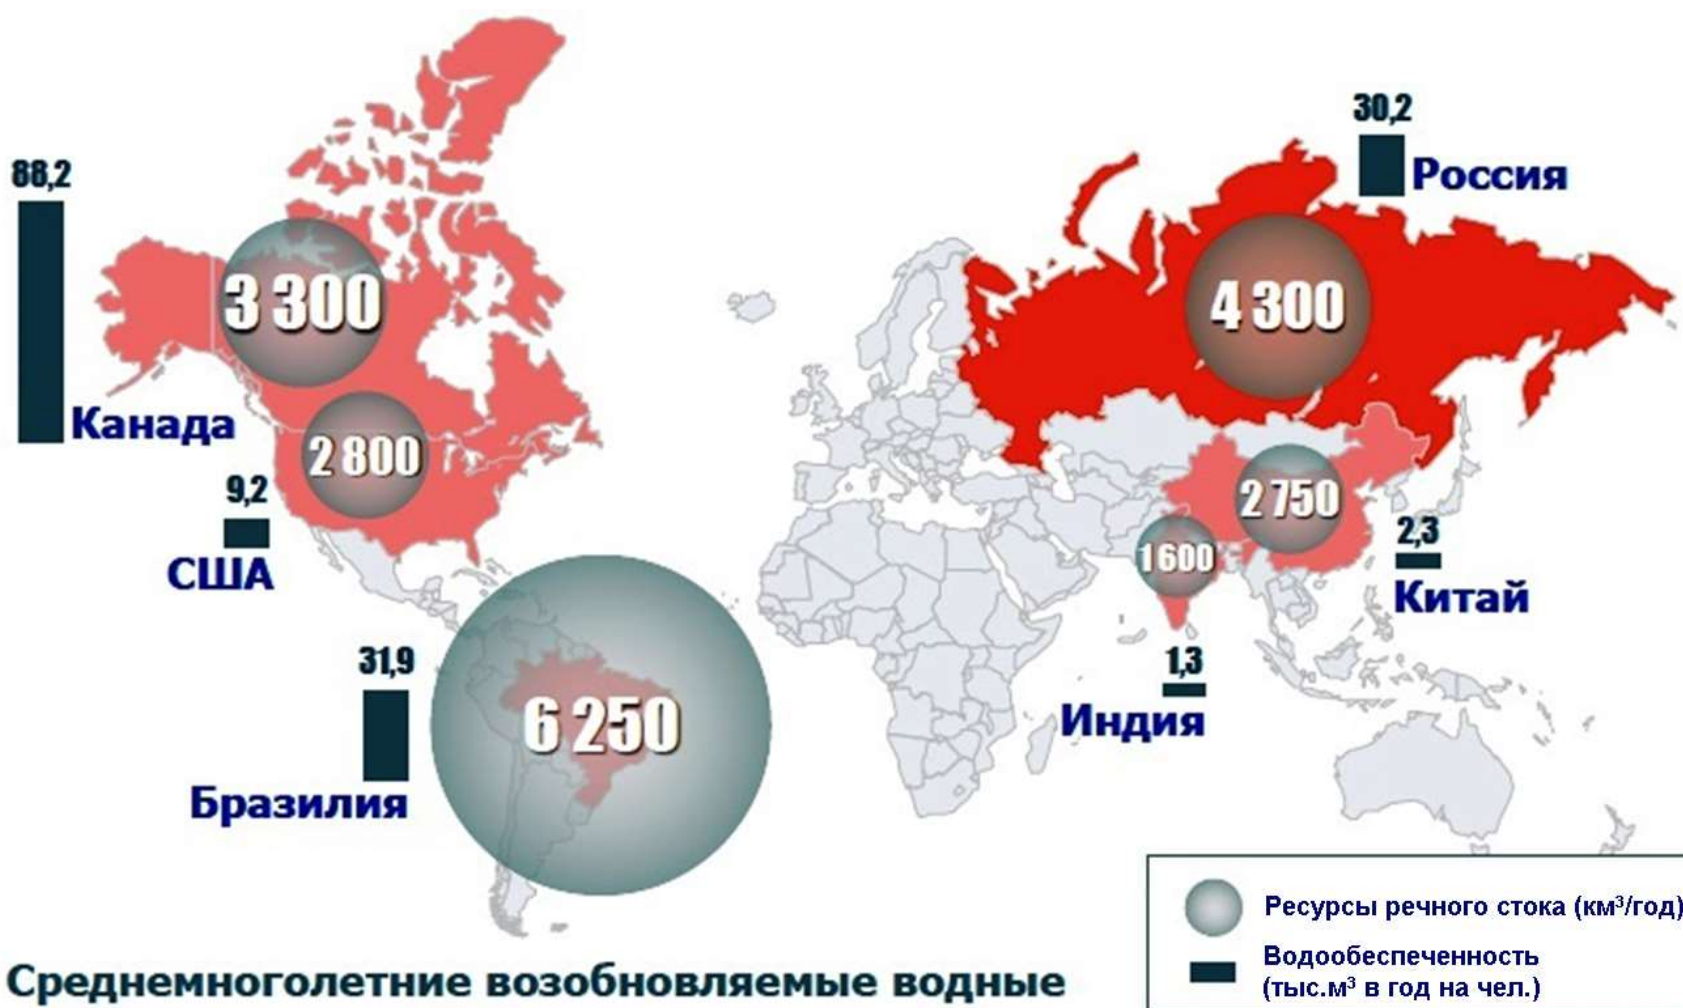 88,2
Канада
3 300
2 800
9,2
США
31,9
Бразилия
6 250
30,2
Россия
4 300
2 750
1 600
2,3
Китай
1,3
Индия
Ресурсы речного стока (км³/год)
Водообеспеченность
(тыс.м³ в год на чел.)
Среднемноголетние возобновляемые водные